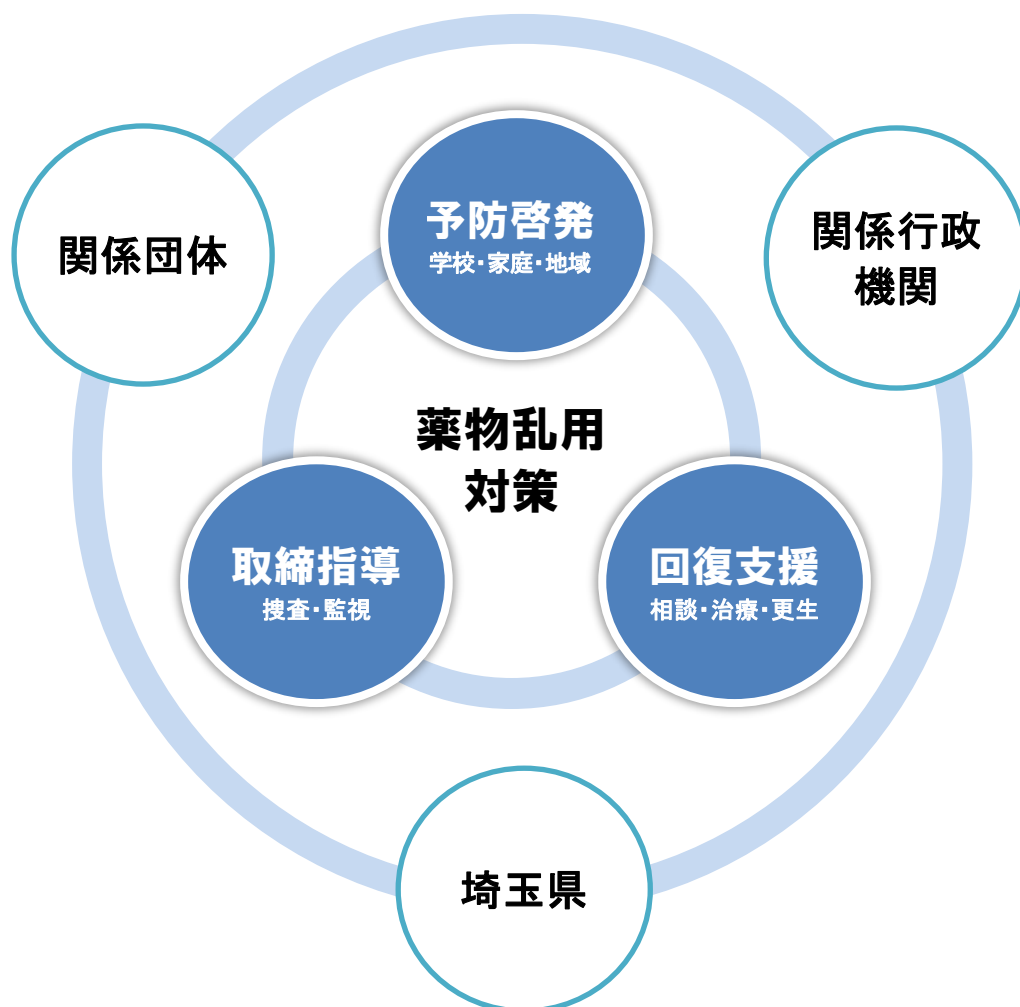 予防啓発
学校・家庭・地域
関係団体
関係行政
機関
薬物乱用
対策
取締指導
捜査・監視
回復支援
相談・治療・更生
埼玉県